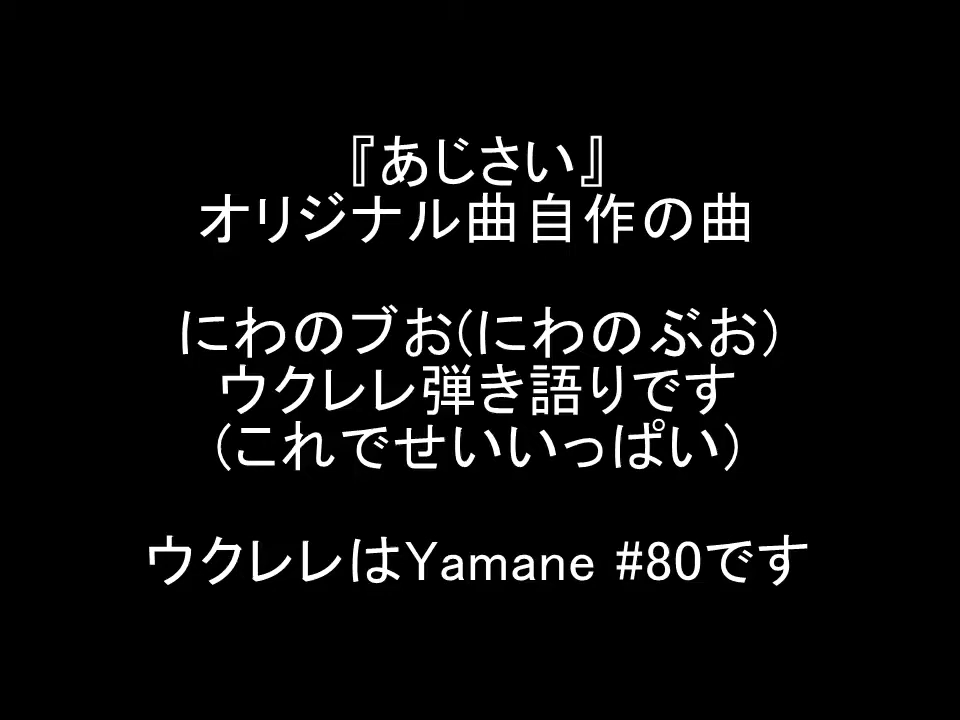 『あじさい』
オリジナル曲自作の曲
にわのブお(にわのぶお)
ウクレレ弾き語りです
(これでせいいっぱい)
ウクレレはYamane #80です